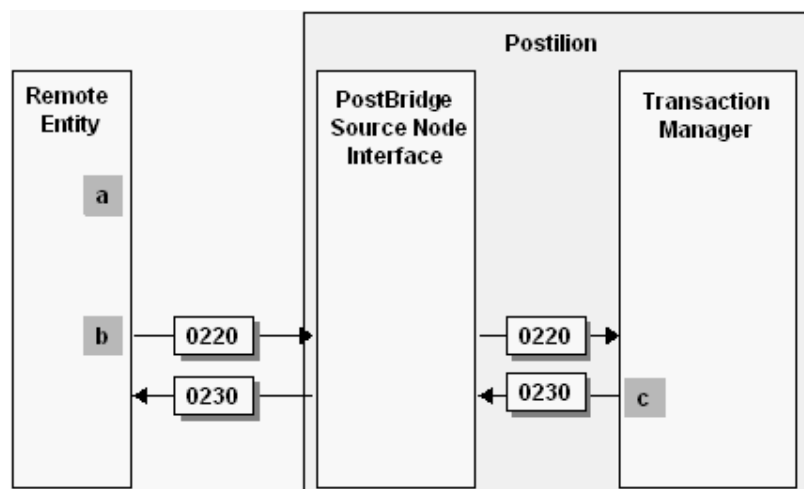 Postilion
Remote
Entity
PostBridge
Source Node
Interface
Transaction
Manager
a
b
0220
0220
0230
0230
c